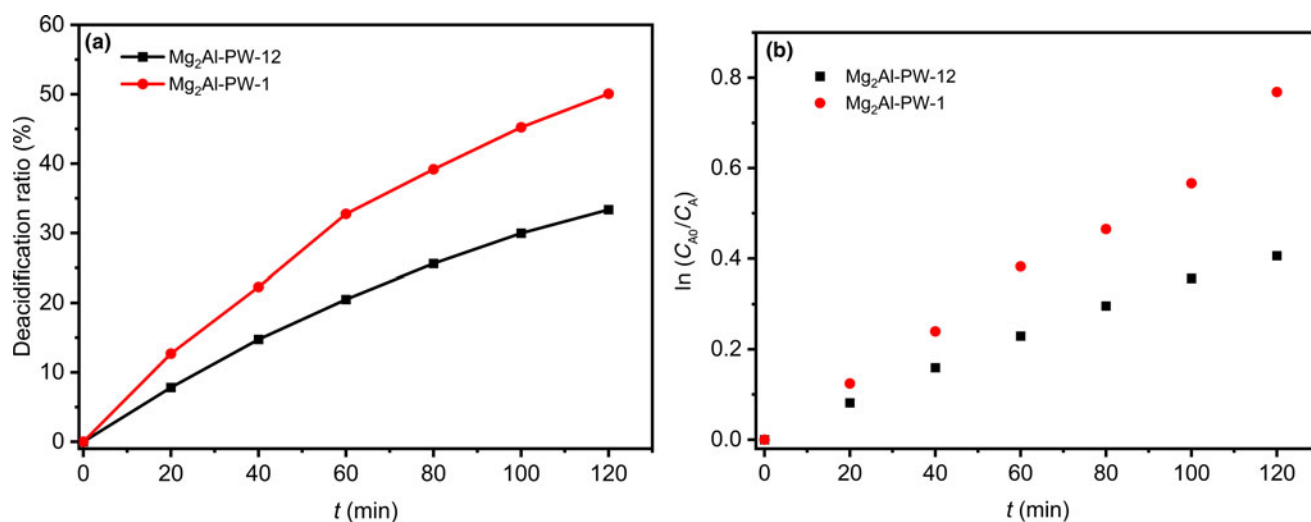 (a)
Mg₂Al-PW-12
Mg₂Al-PW-1
Deacidification ratio (%)
60
50
40
30
20
10
0
0 20 40 60 80 100 120
t (min)
(b)
Mg₂Al-PW-12
Mg₂Al-PW-1
ln (C_A0/C_A)
0.8
0.6
0.4
0.2
0.0
0 20 40 60 80 100 120
t (min)